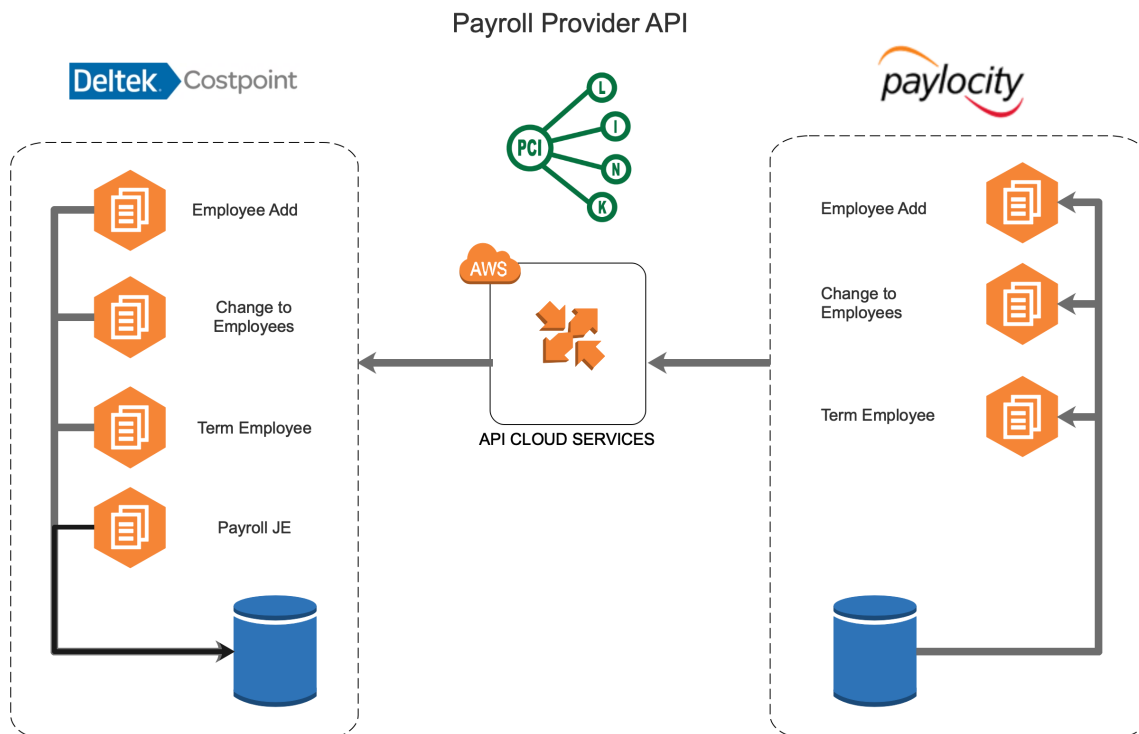 Payroll Provider API
Deltek Costpoint
paylocity
L
I
PCI
N
K
Employee Add
Change to
Employees
Term Employee
Payroll JE
AWS
API CLOUD SERVICES
Employee Add
Change to
Employees
Term Employee